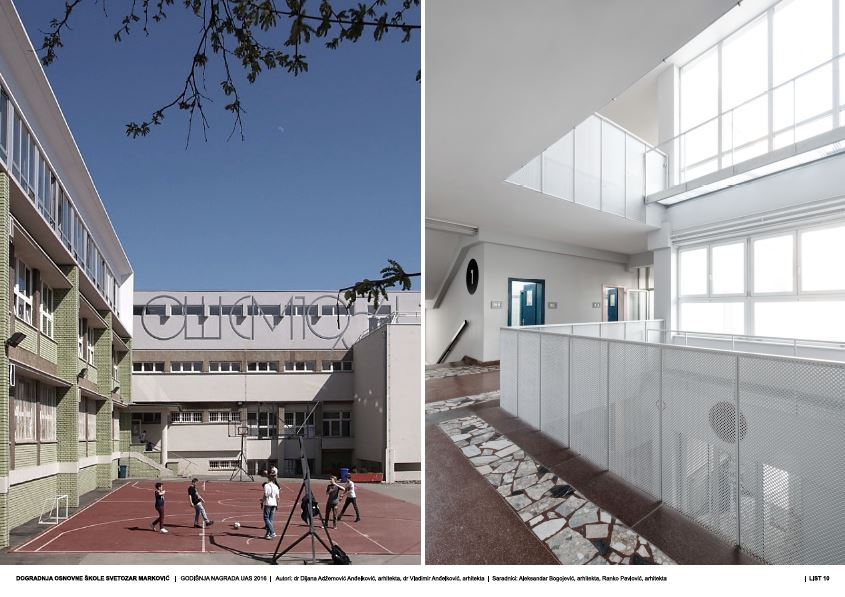 1
DOGRADNJA OSNOVNE ŠKOLE SVETOZAR MARKOVIĆ | GODIŠNJA NAGRADA UAS 2016 | Autori: dr Dijana Adžemović Anđelković, arhitekta, dr Vladimir Anđelković, arhitekta | Saradnici: Aleksandar Bogojević, arhitekta, Ranko Pavlović, arhitekta | LIST 10